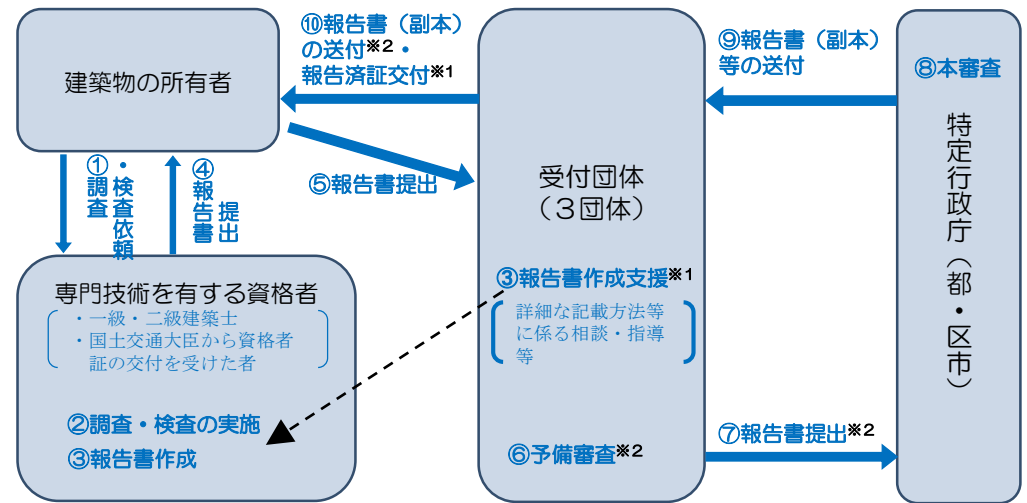 建築物の所有者
⑩報告書（副本）
の送付※2・
報告済証交付※1
⑨報告書（副本）
等の送付
⑧本審査
特定行政庁（都・区市）
①調査・検査依頼
④報告書提出
⑤報告書提出
受付団体
（３団体）
③報告書作成支援※1
詳細な記載方法等
に係る相談・指導
等
専門技術を有する資格者
・一級・二級建築士
・国土交通大臣から資格者
証の交付を受けた者
②調査・検査の実施
③報告書作成
⑥予備審査※2
⑦報告書提出※2